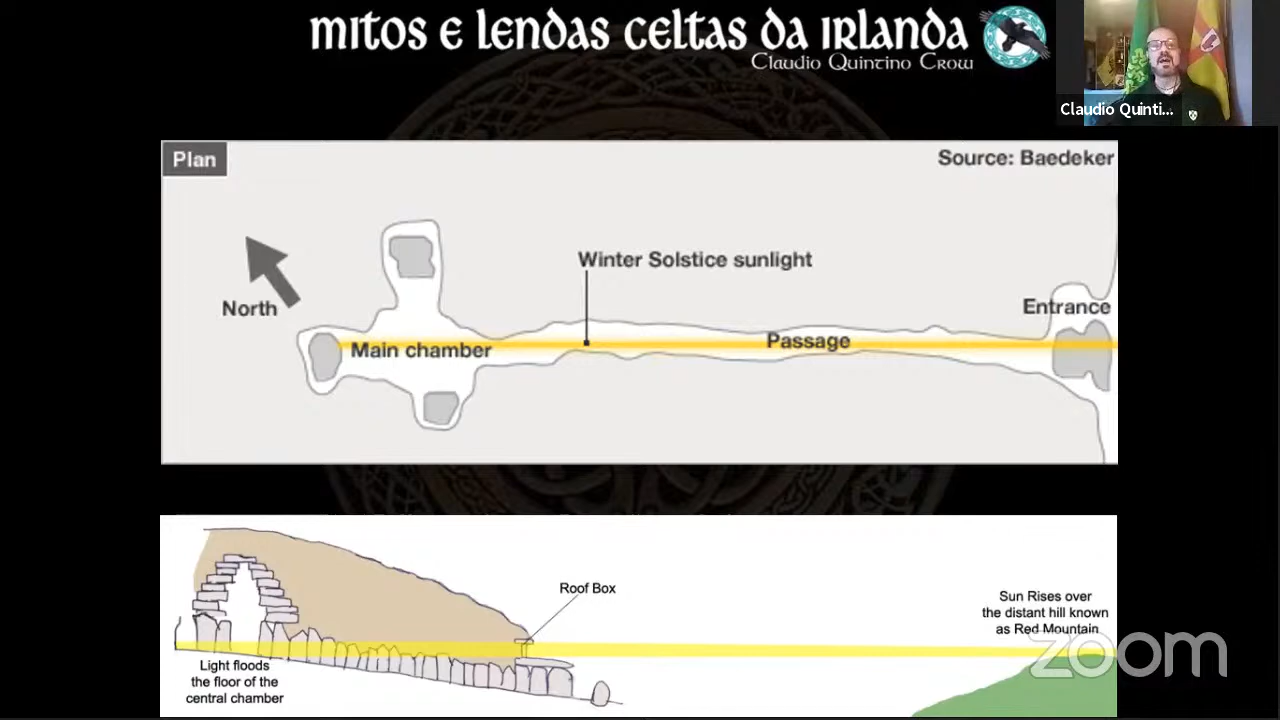 mitos e lendas celtas da irlanda
Claudio Quintino Crow
Claudio Quinti...
Plan
Source: Baedeker
Winter Solstice sunlight
North
Entrance
Passage
Main chamber
Roof Box
Sun Rises over
the distant hill known
as Red Mountain
Light floods
the floor of the
central chamber
zoom